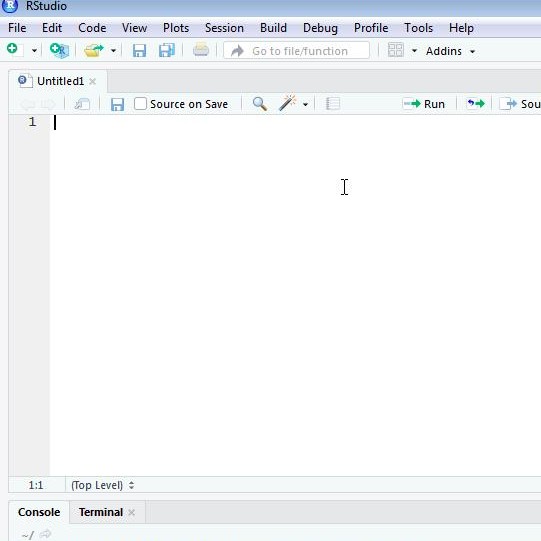 RStudio
File Edit Code View Plots Session Build Debug Profile Tools Help
Go to file/function Addins
Untitled1
Source on Save Run Sou
1
1:1 (Top Level)
Console Terminal
~/